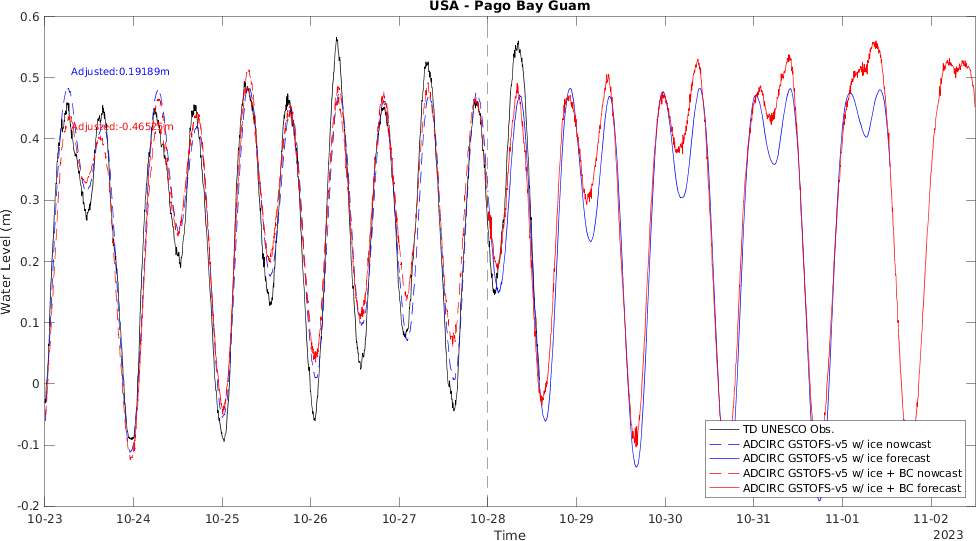 USA - Pago Bay Guam
0.6
0.5
0.4
0.3
0.2
0.1
0
-0.1
-0.2
Water Level (m)
Adjusted:0.19189m
Adjusted:-0.46525m
TD UNESCO Obs.
ADCIRC GSTOFS-v5 w/ ice nowcast
ADCIRC GSTOFS-v5 w/ ice forecast
ADCIRC GSTOFS-v5 w/ ice + BC nowcast
ADCIRC GSTOFS-v5 w/ ice + BC forecast
10-23 10-24 10-25 10-26 10-27 10-28 10-29 10-30 10-31 11-01 11-02
Time
2023